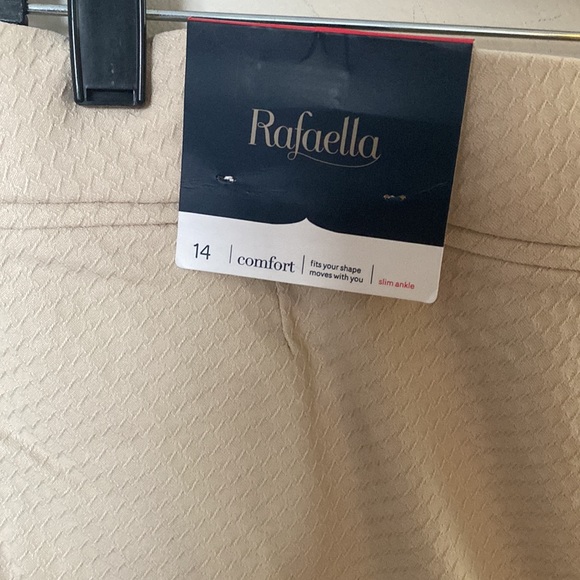 Rafaella
14 comfort fits your shape
moves with you slim ankle